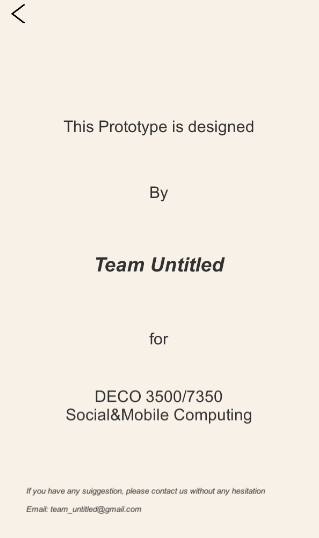 This Prototype is designed
By
Team Untitled
for
DECO 3500/7350
Social&Mobile Computing
If you have any suiggestion, please contact us without any hesitation
Email: team_untitled@gmail.com